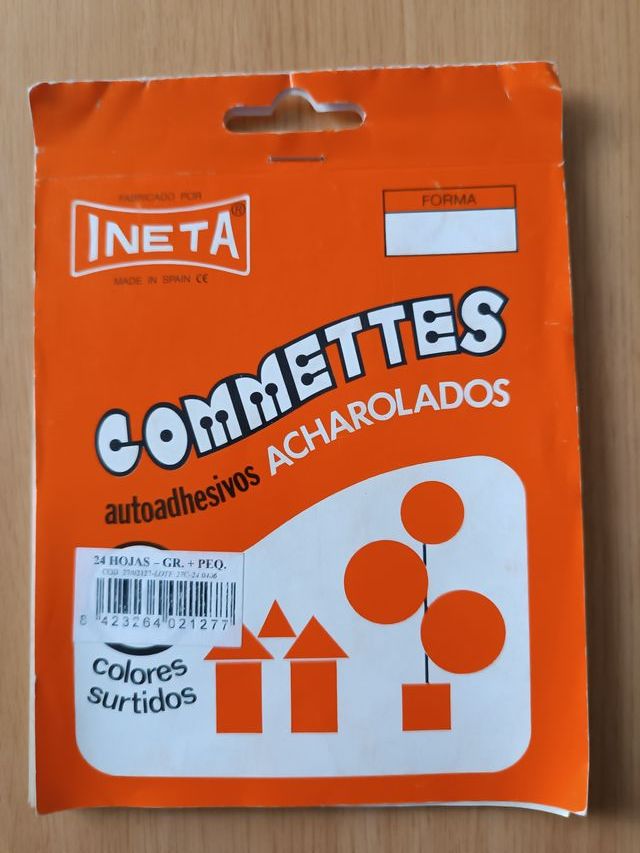 FABRICADO POR
INETA®
MADE IN SPAIN CE
FORMA
COMMETTES
autoadhesivos ACHAROLADOS
24 HOJAS - GR. + PEQ.
8 423264 021277
colores
surtidos